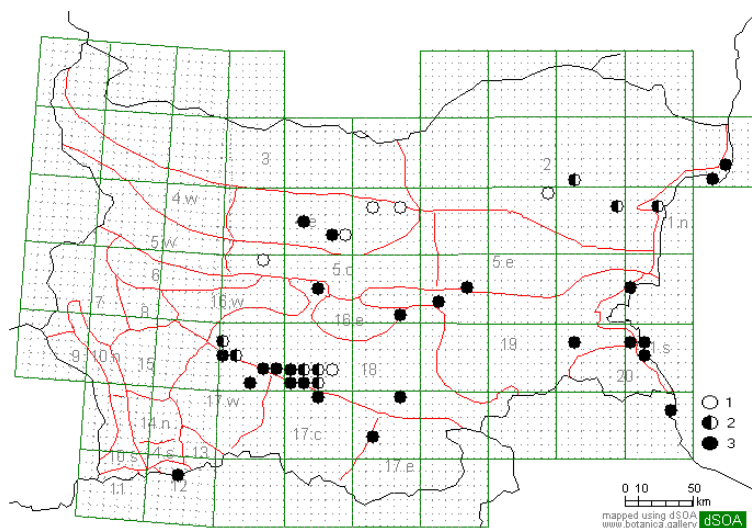 3
2
4.w
4.e
1.n
5.w
5.c
5.e
6
7
16.w
8
16.e
19
1.s
9
10.n
15
18
20
17.w
1
14.n
2
17.c
3
10.s
13
17.e
11
12
0 10 50
km
mapped using dSOA
www.botanica.gallery
dSOA